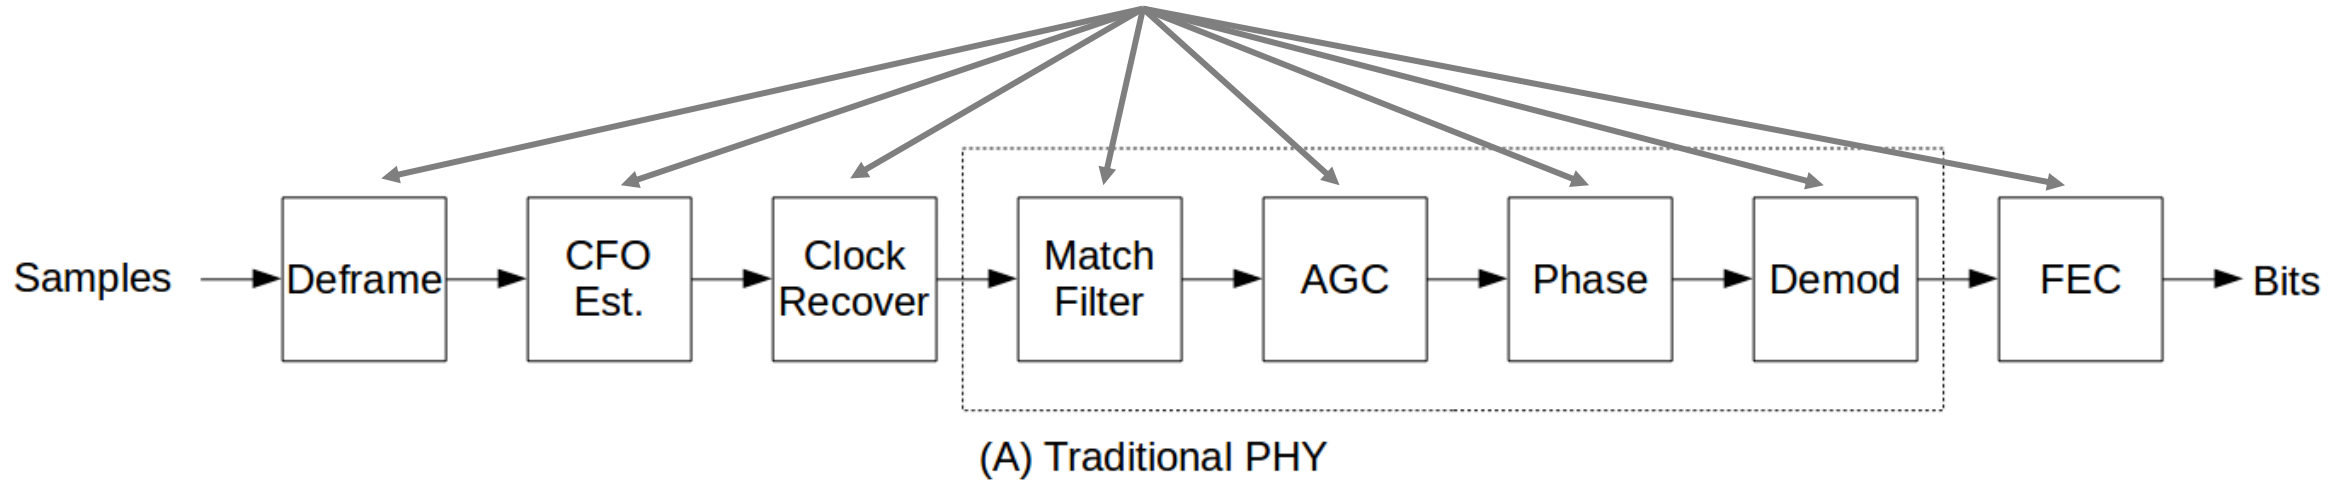 Samples
Deframe
CFO
Est.
Clock
Recover
Match
Filter
AGC
Phase
Demod
FEC
Bits
(A) Traditional PHY